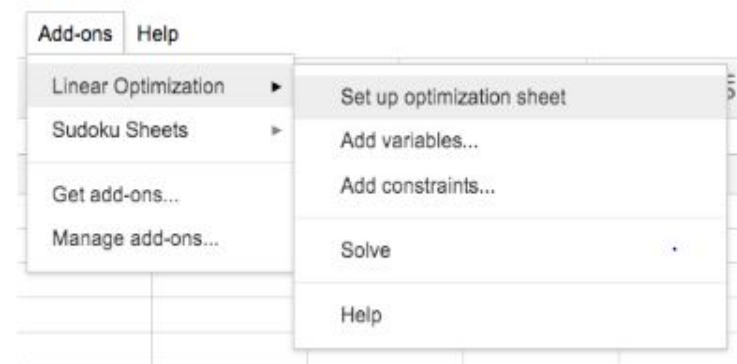 Add-ons Help
Linear Optimization
Sudoku Sheets
Get add-ons...
Manage add-ons...
Set up optimization sheet
Add variables...
Add constraints...
Solve
Help